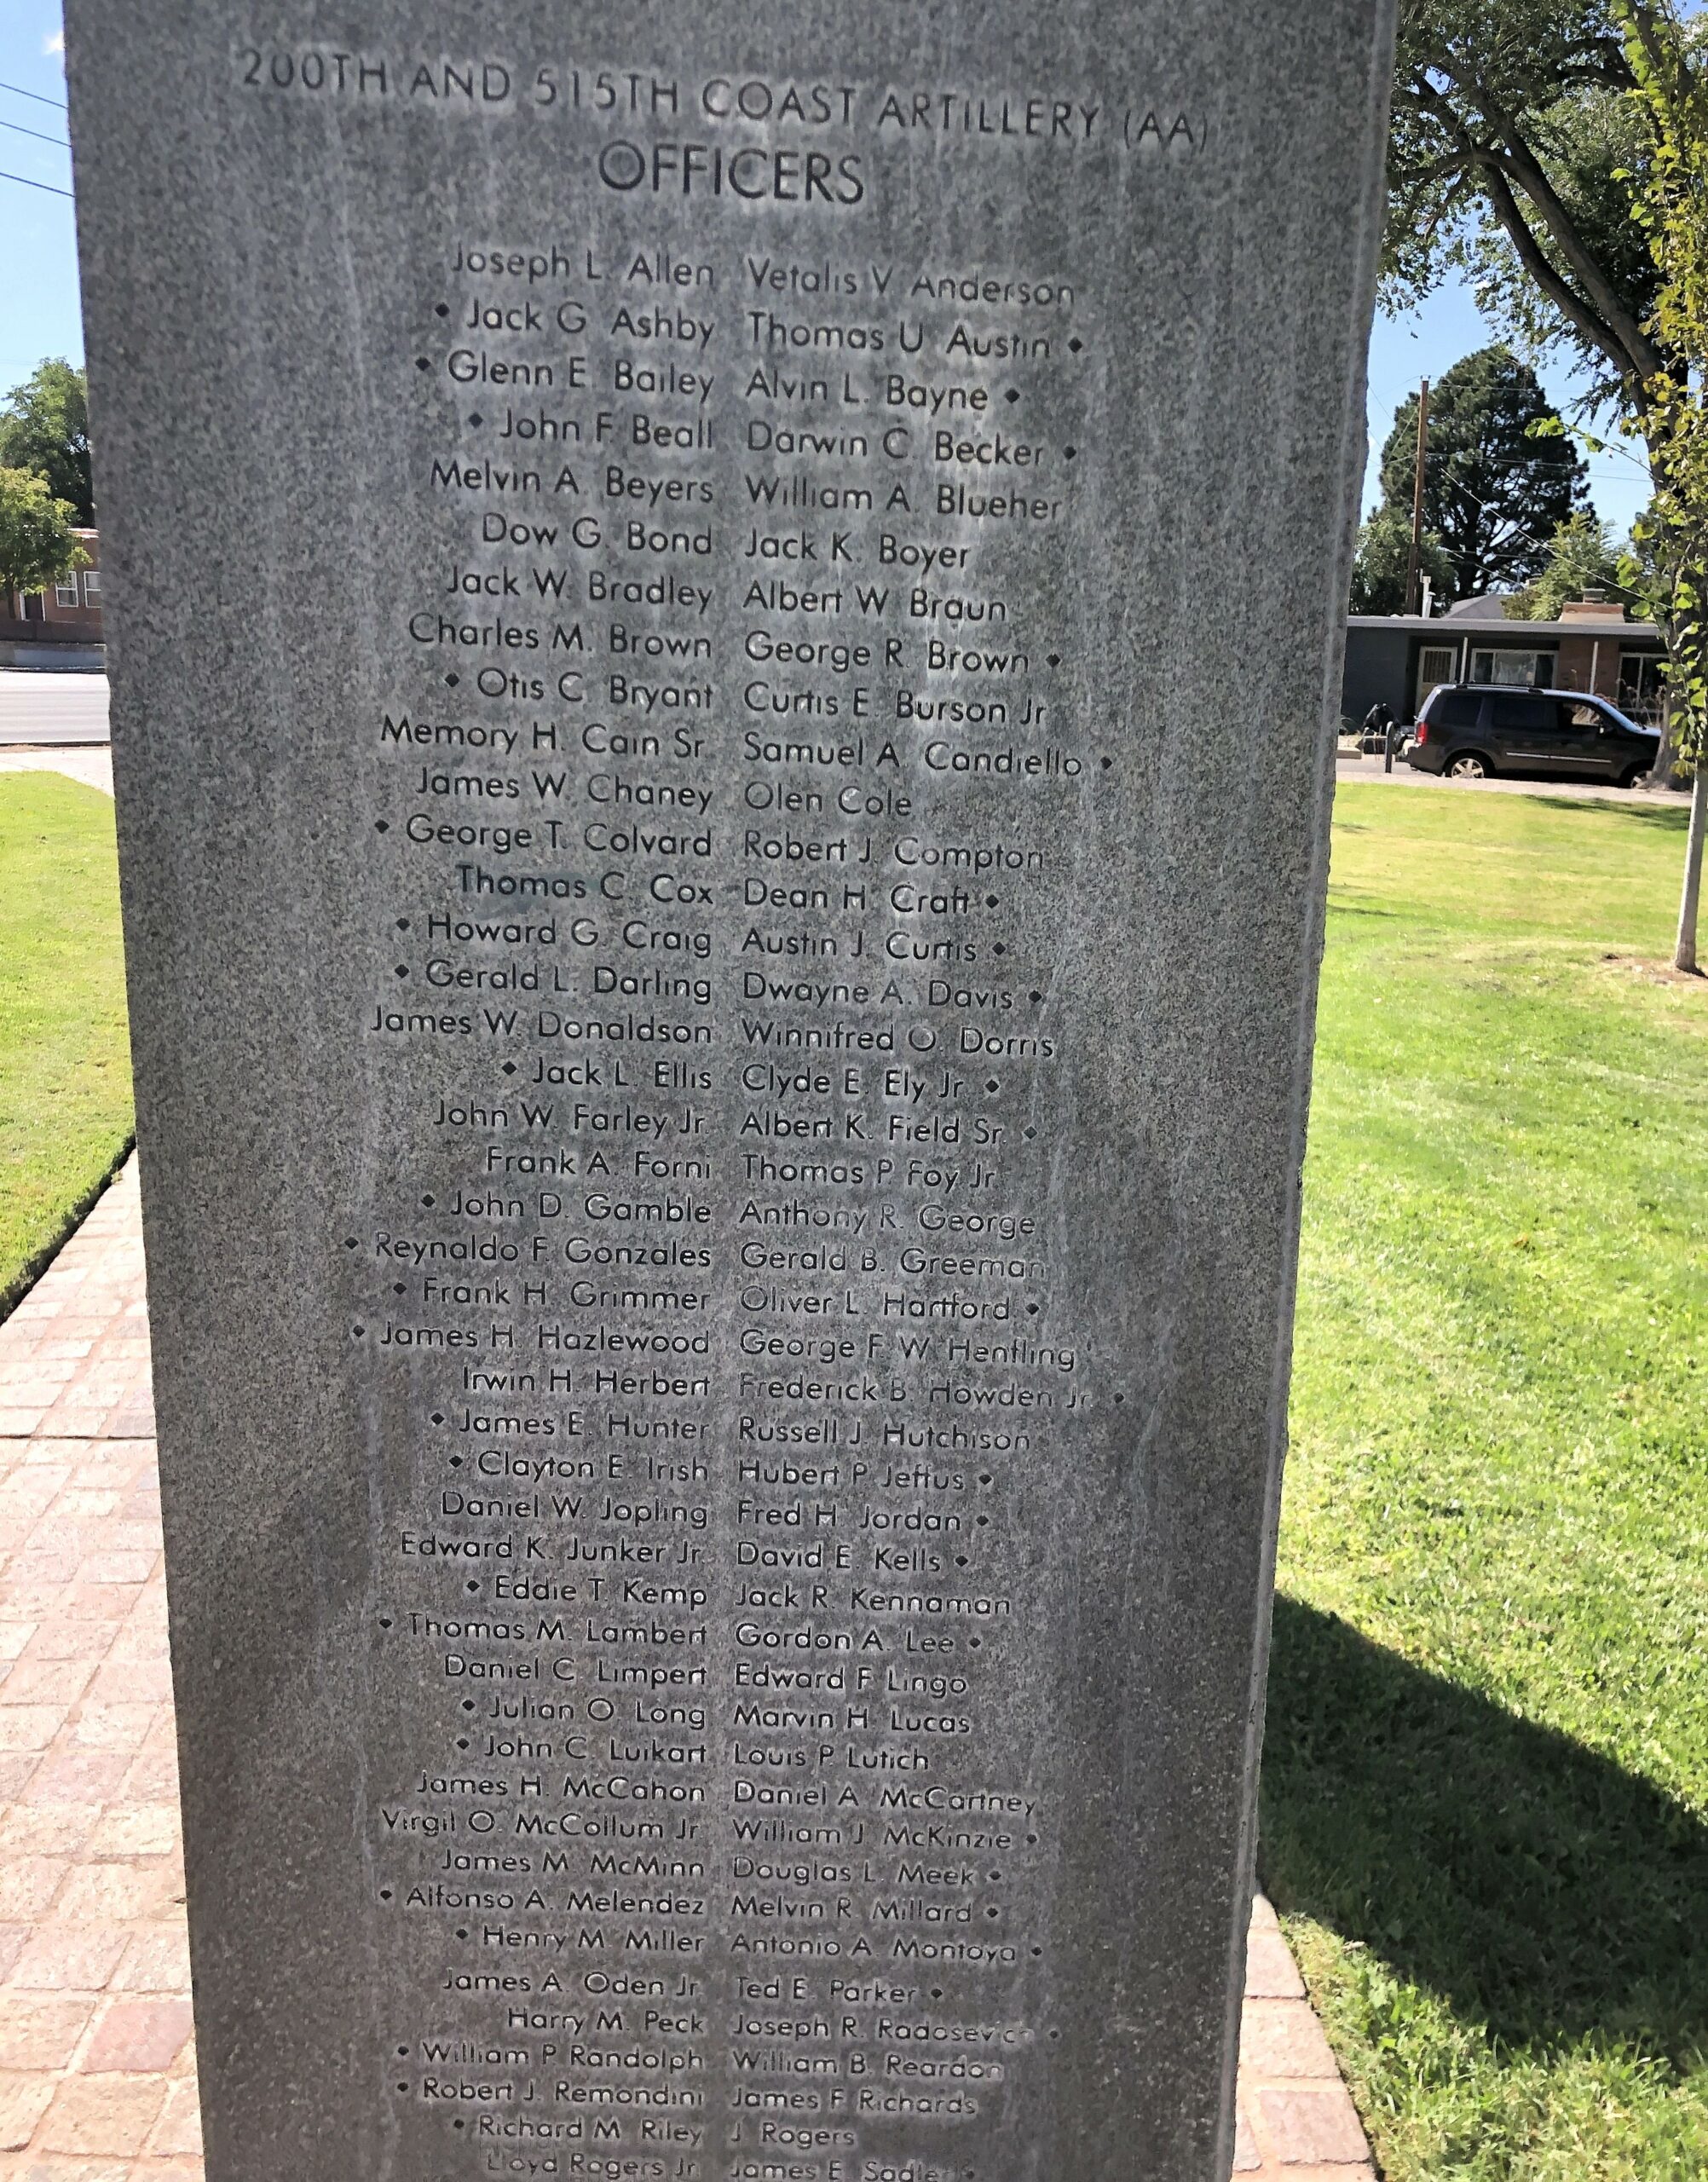 200TH AND 515TH COAST ARTILLERY (AA)
OFFICERS
Joseph L. Allen Vetalis V. Anderson
• Jack G. Ashby Thomas U. Austin •
• Glenn E. Bailey Alvin L. Bayne •
• John F. Beall Darwin C. Becker •
Melvin A. Beyers William A. Blueher
Dow G. Bond Jack K. Boyer
Jack W. Bradley Albert W. Braun
Charles M. Brown George R. Brown •
• Otis C. Bryant Curtis E. Burson Jr.
Memory H. Cain Sr. Samuel A. Candiello •
James W. Chaney Olen Cole
• George T. Colvard Robert J. Compton
Thomas C. Cox Dean H. Craft •
• Howard G. Craig Austin J. Curtis •
• Gerald L. Darling Dwayne A. Davis •
James W. Donaldson Winnifred O. Dorris
• Jack L. Ellis Clyde E. Ely Jr. •
John W. Farley Jr. Albert K. Field Sr. •
Frank A. Forni Thomas P. Foy Jr.
• John D. Gamble Anthony R. George
• Reynaldo F. Gonzales Gerald B. Greeman
• Frank H. Grimmer Oliver L. Hartford •
• James H. Hazlewood George F. W. Henfling
Irwin H. Herbert Frederick B. Howden Jr. •
• James E. Hunter Russell J. Hutchison
• Clayton E. Irish Hubert P. Jeffus •
Daniel W. Jopling Fred H. Jordan •
Edward K. Junker Jr. David E. Kells •
• Eddie T. Kemp Jack R. Kennaman
• Thomas M. Lambert Gordon A. Lee •
Daniel C. Limpert Edward F. Lingo
• Julian O. Long Marvin H. Lucas
• John C. Luikart Louis P. Lutich
James H. McCahon Daniel A. McCartney
Virgil O. McCollum Jr. William J. McKinzie •
James M. McMinn Douglas L. Meek •
• Alfonso A. Melendez Melvin R. Millard •
• Henry M. Miller Antonio A. Montoya •
James A. Oden Jr. Ted E. Parker •
Harry M. Peck Joseph R. Radosevich •
• William P. Randolph William B. Reardon
• Robert J. Remondini James F. Richards
• Richard M. Riley J. Rogers
Lloyd Rogers Jr. James E. Sadler •